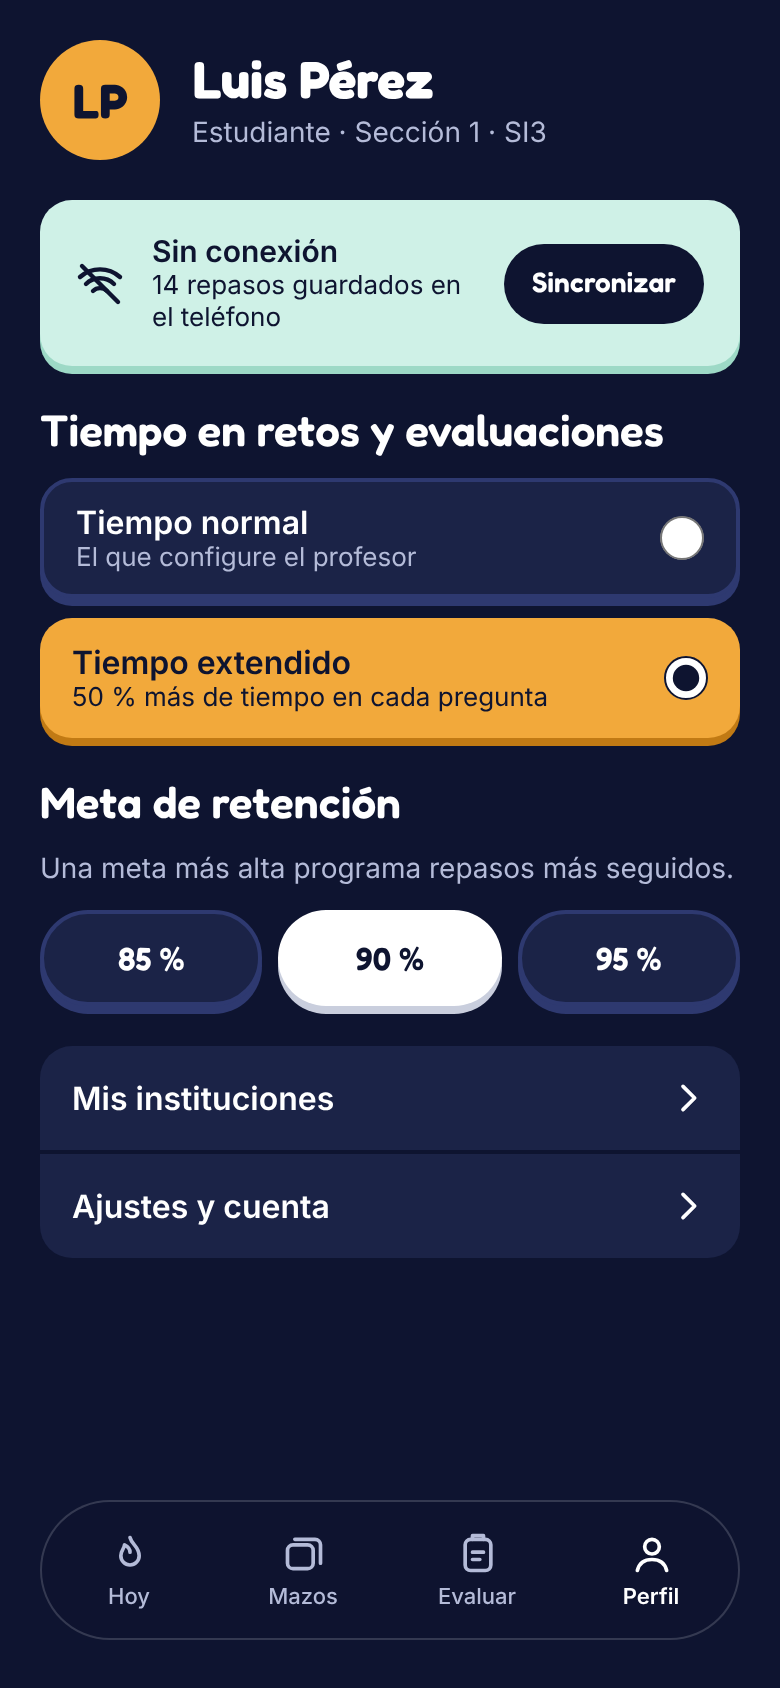 LP
Luis Pérez
Estudiante · Sección 1 · SI3
Sin conexión
14 repasos guardados en
el teléfono
Sincronizar
Tiempo en retos y evaluaciones
Tiempo normal
El que configure el profesor
Tiempo extendido
50 % más de tiempo en cada pregunta
Meta de retención
Una meta más alta programa repasos más seguidos.
85 %
90 %
95 %
Mis instituciones
Ajustes y cuenta
Hoy
Mazos
Evaluar
Perfil